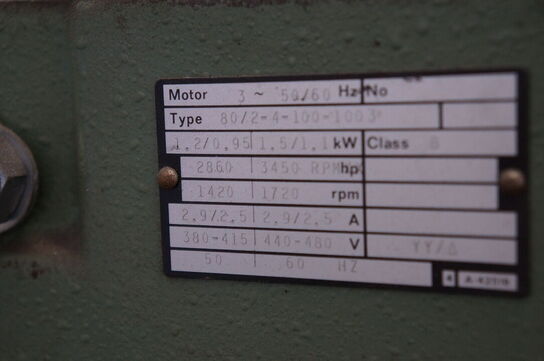 Motor 3 ~ 50/60 Hz No
Type 80/2-4-100-100
1,2/0,95 1,5/1,1 kW Class B
2860 3450 RPM hp
1420 1720 rpm
2,9/2,5 2,9/2,5 A
380-415 440-480 V YY/△
50 60 HZ